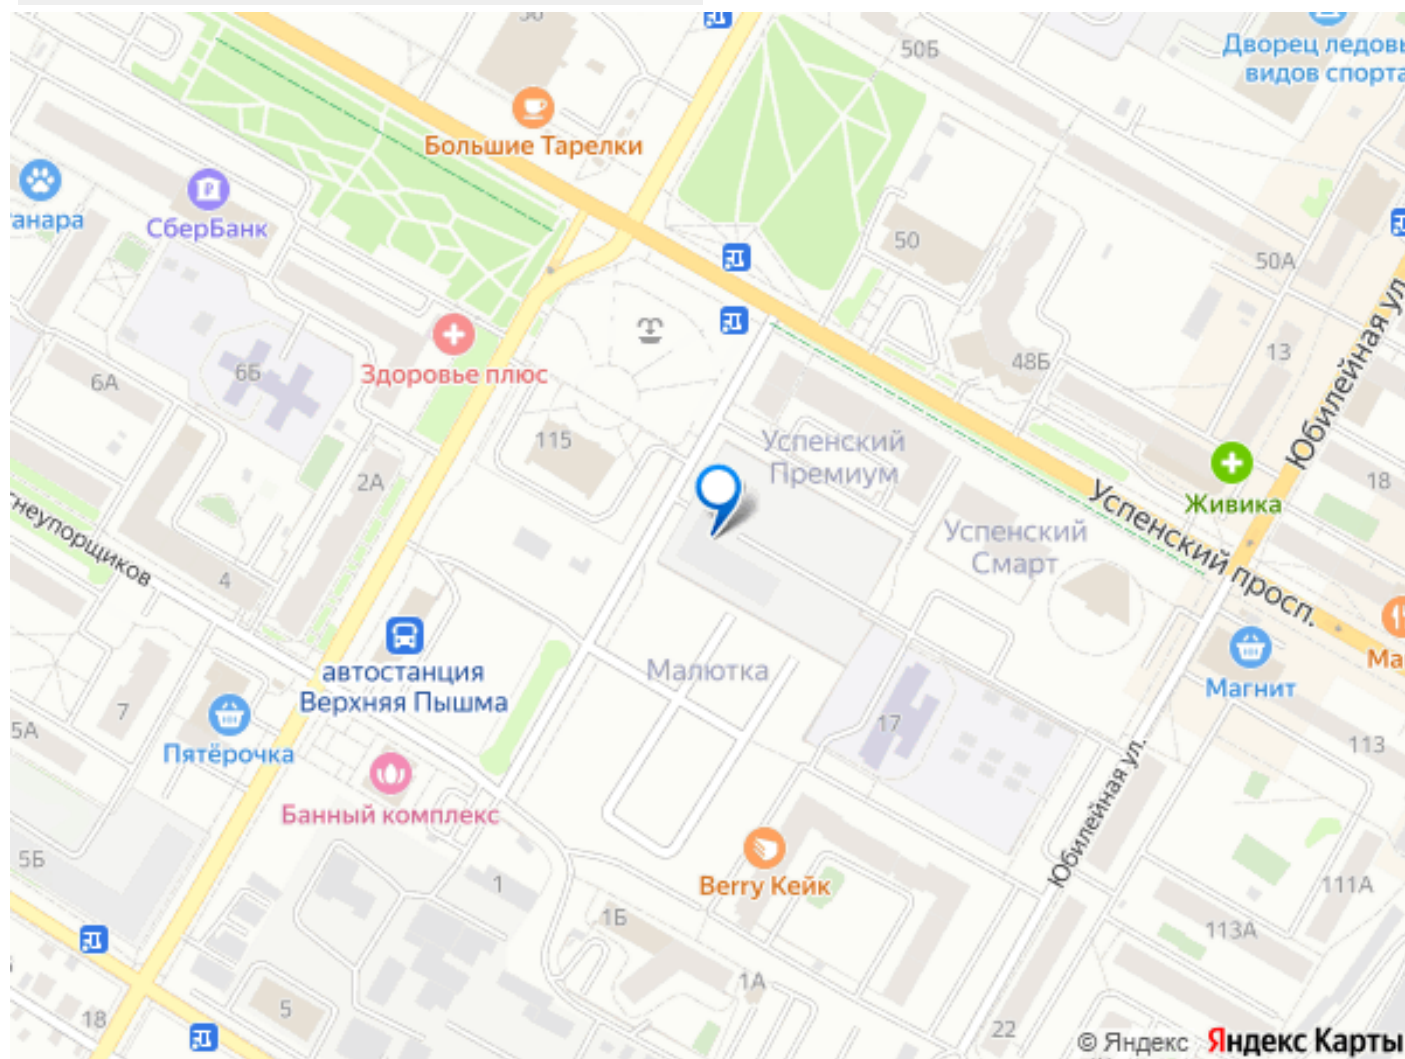 50Б
Дворец ледовы
видов спорта
Большие Тарелки
анара
СберБанк
50
50А
Юбилейная ул.
13
48Б
6А
6Б
Здоровье плюс
115
Успенский
Премиум
18
2А
Живика
Успенский просп.
Успенский
Смарт
гнеупорщиков
4
автостанция
Верхняя Пышма
Малютка
Магнит
Ма
7
5А
Пятёрочка
17
113
Юбилейная ул.
Банный комплекс
5Б
1
Berry Кейк
111А
1Б
113А
1А
5
18
22
© Яндекс Яндекс Карты